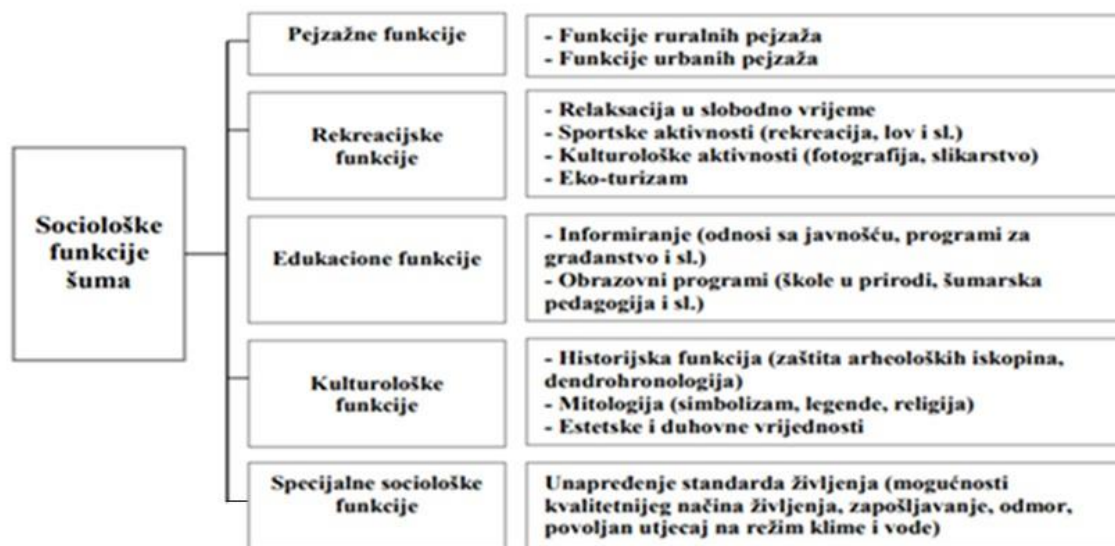 Sociološke
funkcije
šuma
Pejzažne funkcije
- Funkcije ruralnih pejzaža
- Funkcije urbanih pejzaža
Rekreacijske
funkcije
- Relaksacija u slobodno vrijeme
- Sportske aktivnosti (rekreacija, lov i sl.)
- Kulturološke aktivnosti (fotografija, slikarstvo)
- Eko-turizam
Edukacione funkcije
- Informiranje (odnosi sa javnošću, programi za
građanstvo i sl.)
- Obrazovni programi (škole u prirodi, šumarska
pedagogija i sl.)
Kulturološke
funkcije
- Historijska funkcija (zaštita arheoloških iskopina,
dendrohronologija)
- Mitologija (simbolizam, legende, religija)
- Estetske i duhovne vrijednosti
Specijalne sociološke
funkcije
Unapređenje standarda življenja (mogućnosti
kvalitetnijeg načina življenja, zapošljavanje, odmor,
povoljan utjecaj na režim klime i vode)